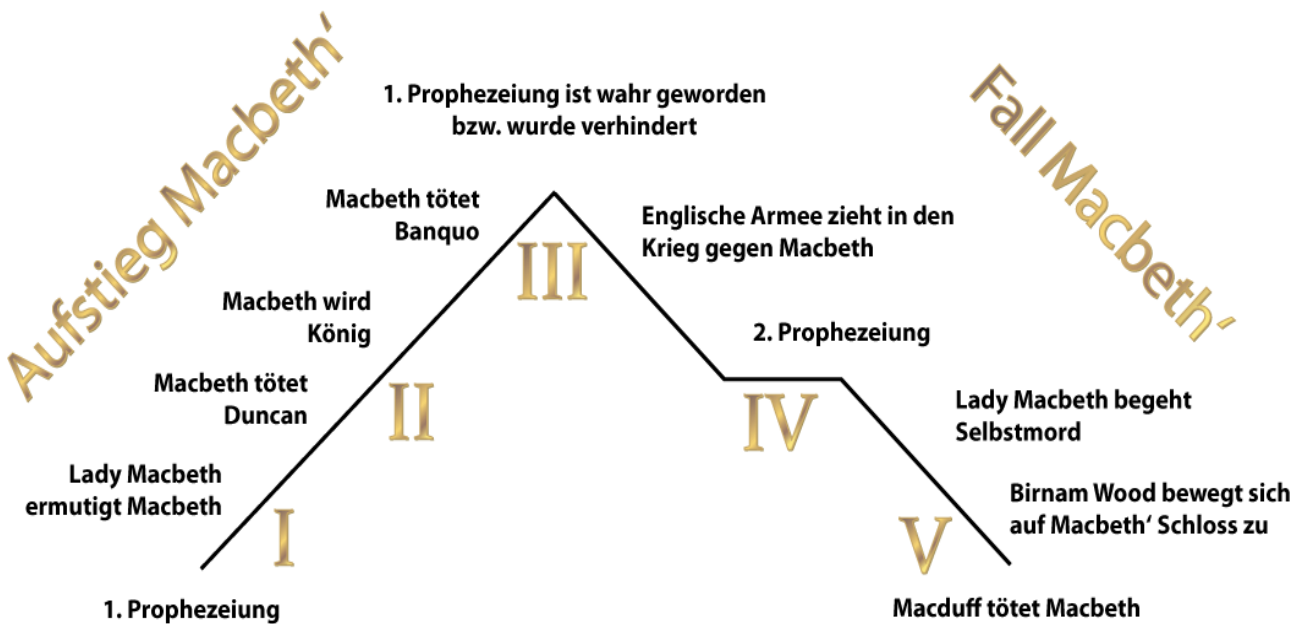 Aufstieg Macbeth‘
Fall Macbeth‘
1. Prophezeiung ist wahr geworden
bzw. wurde verhindert
Macbeth tötet
Banquo
III
Englische Armee zieht in den
Krieg gegen Macbeth
Macbeth wird
König
2. Prophezeiung
Macbeth tötet
Duncan
II
IV
Lady Macbeth begeht
Selbstmord
Lady Macbeth
ermutigt Macbeth
I
V
Birnam Wood bewegt sich
auf Macbeth‘ Schloss zu
1. Prophezeiung
Macduff tötet Macbeth